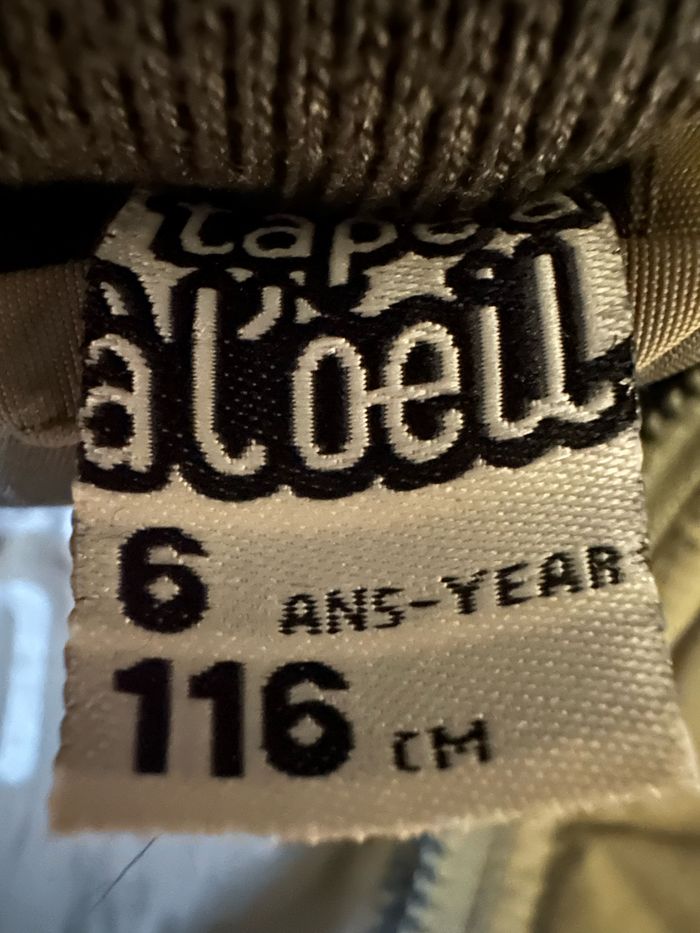 tape à
à l'oeil
6 ANS-YEAR
116 CM